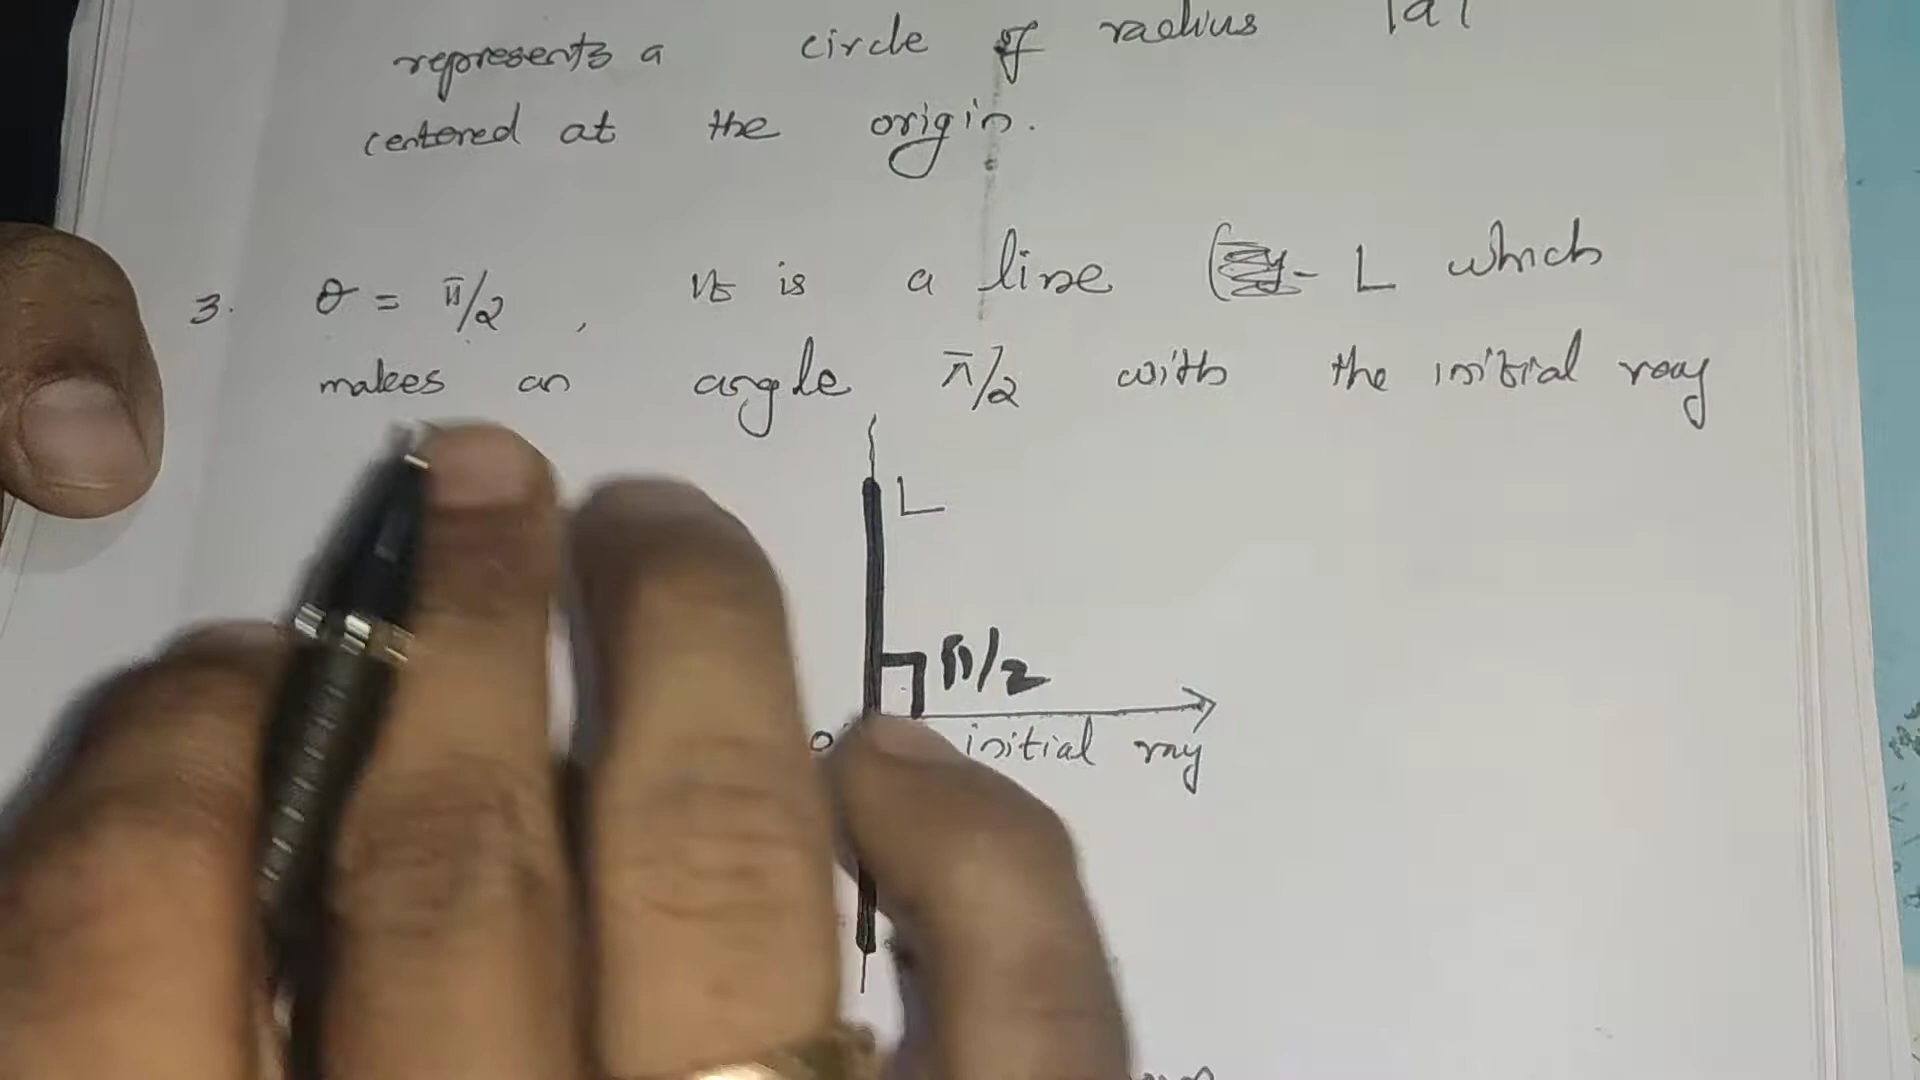 represents a circle of radius |a|
centered at the origin.
3. θ = π/2, It is a line L which
makes an angle π/2 with the initial ray
L
π/2
O
initial ray